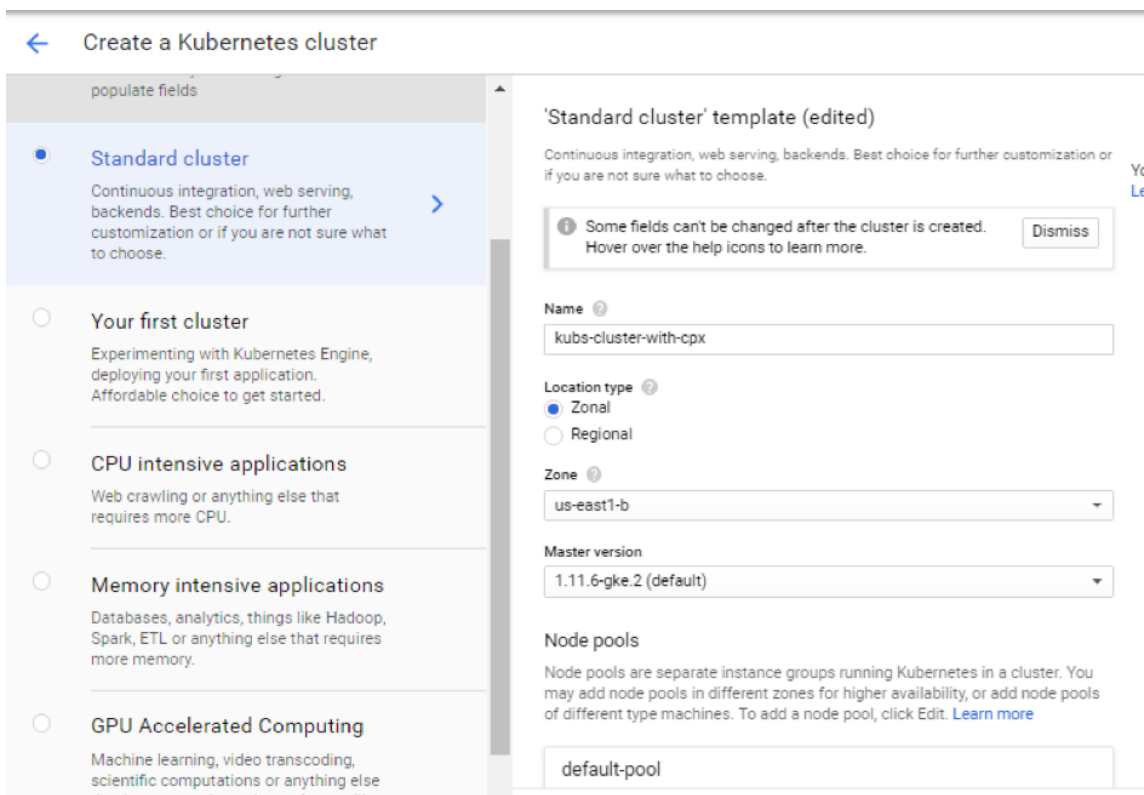 Create a Kubernetes cluster
populate fields
Standard cluster
Continuous integration, web serving,
backends. Best choice for further
customization or if you are not sure what
to choose.
Your first cluster
Experimenting with Kubernetes Engine,
deploying your first application.
Affordable choice to get started.
CPU intensive applications
Web crawling or anything else that
requires more CPU.
Memory intensive applications
Databases, analytics, things like Hadoop,
Spark, ETL or anything else that requires
more memory.
GPU Accelerated Computing
Machine learning, video transcoding,
scientific computations or anything else
'Standard cluster' template (edited)
Continuous integration, web serving, backends. Best choice for further customization or
if you are not sure what to choose.
Some fields can't be changed after the cluster is created.
Hover over the help icons to learn more.
Dismiss
Name
kubs-cluster-with-cpx
Location type
Zonal
Regional
Zone
us-east1-b
Master version
1.11.6-gke.2 (default)
Node pools
Node pools are separate instance groups running Kubernetes in a cluster. You
may add node pools in different zones for higher availability, or add node pools
of different type machines. To add a node pool, click Edit. Learn more
default-pool